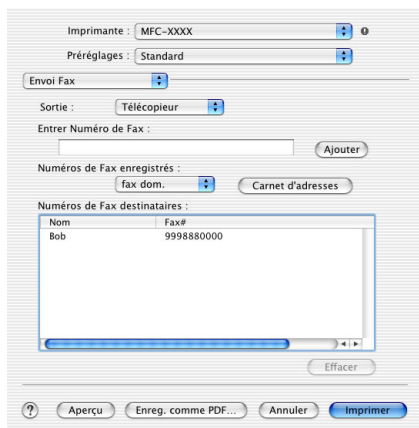 Imprimante : MFC-XXXX
Préréglages : Standard
Envoi Fax
Sortie : Télécopieur
Entrer Numéro de Fax :
Ajouter
Numéros de Fax enregistrés :
fax dom. Carnet d'adresses
Numéros de Fax destinataires :
Nom Fax#
Bob 9998880000
Effacer
? Aperçu Enreg. comme PDF... Annuler Imprimer